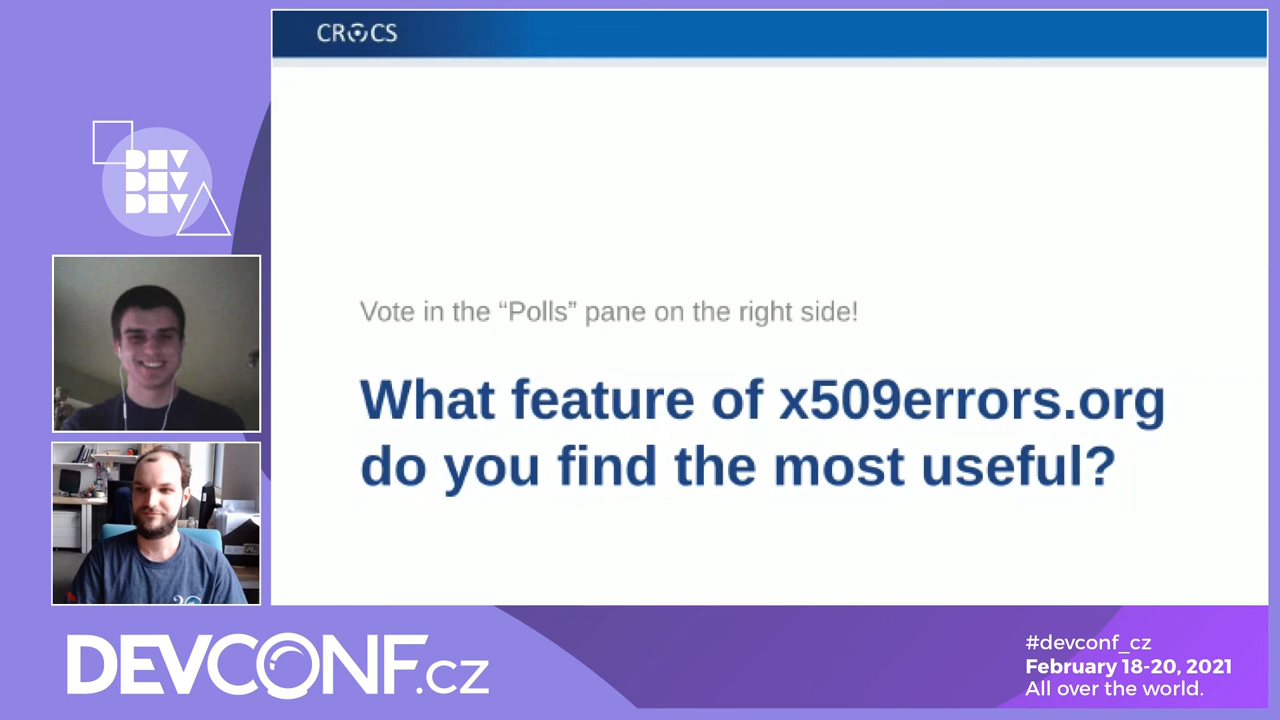 CROCS
DEV
DEV
DEV
Vote in the “Polls” pane on the right side!
What feature of x509errors.org
do you find the most useful?
DEVCONF.cz
#devconf_cz
February 18-20, 2021
All over the world.